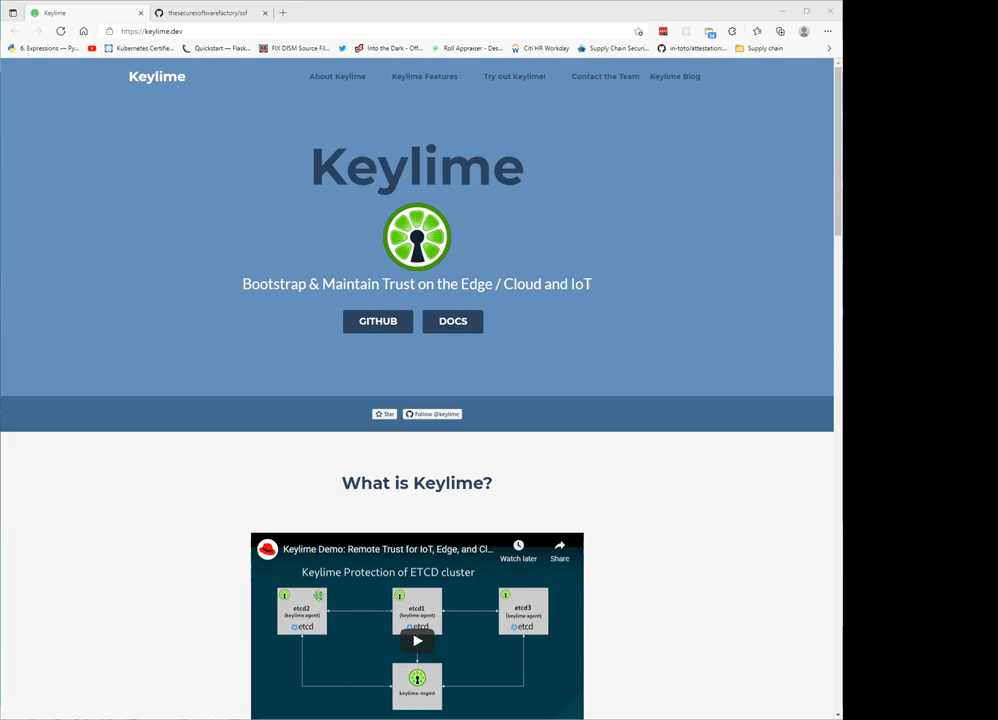 Keylime
thesecuresoftwarefactory/ssf
https://keylime.dev
6. Expressions — Py...
Kubernetes Certifie...
Quickstart — Flask...
FIX DISM Source Fil...
Into the Dark - Off...
Roll Appraiser - Des...
Citi HR Workday
Supply Chain Securi...
in-toto/attestation:...
Supply chain
Keylime
About Keylime
Keylime Features
Try out Keylime!
Contact the Team
Keylime Blog
Keylime
Bootstrap & Maintain Trust on the Edge / Cloud and IoT
GITHUB
DOCS
Star
Follow @keylime
What is Keylime?
Keylime Demo: Remote Trust for IoT, Edge, and Cl...
Watch later
Share
Keylime Protection of ETCD cluster
etcd2
(keylime agent)
etcd
etcd1
(keylime agent)
etcd
etcd3
(keylime agent)
etcd
keylime-mgmt